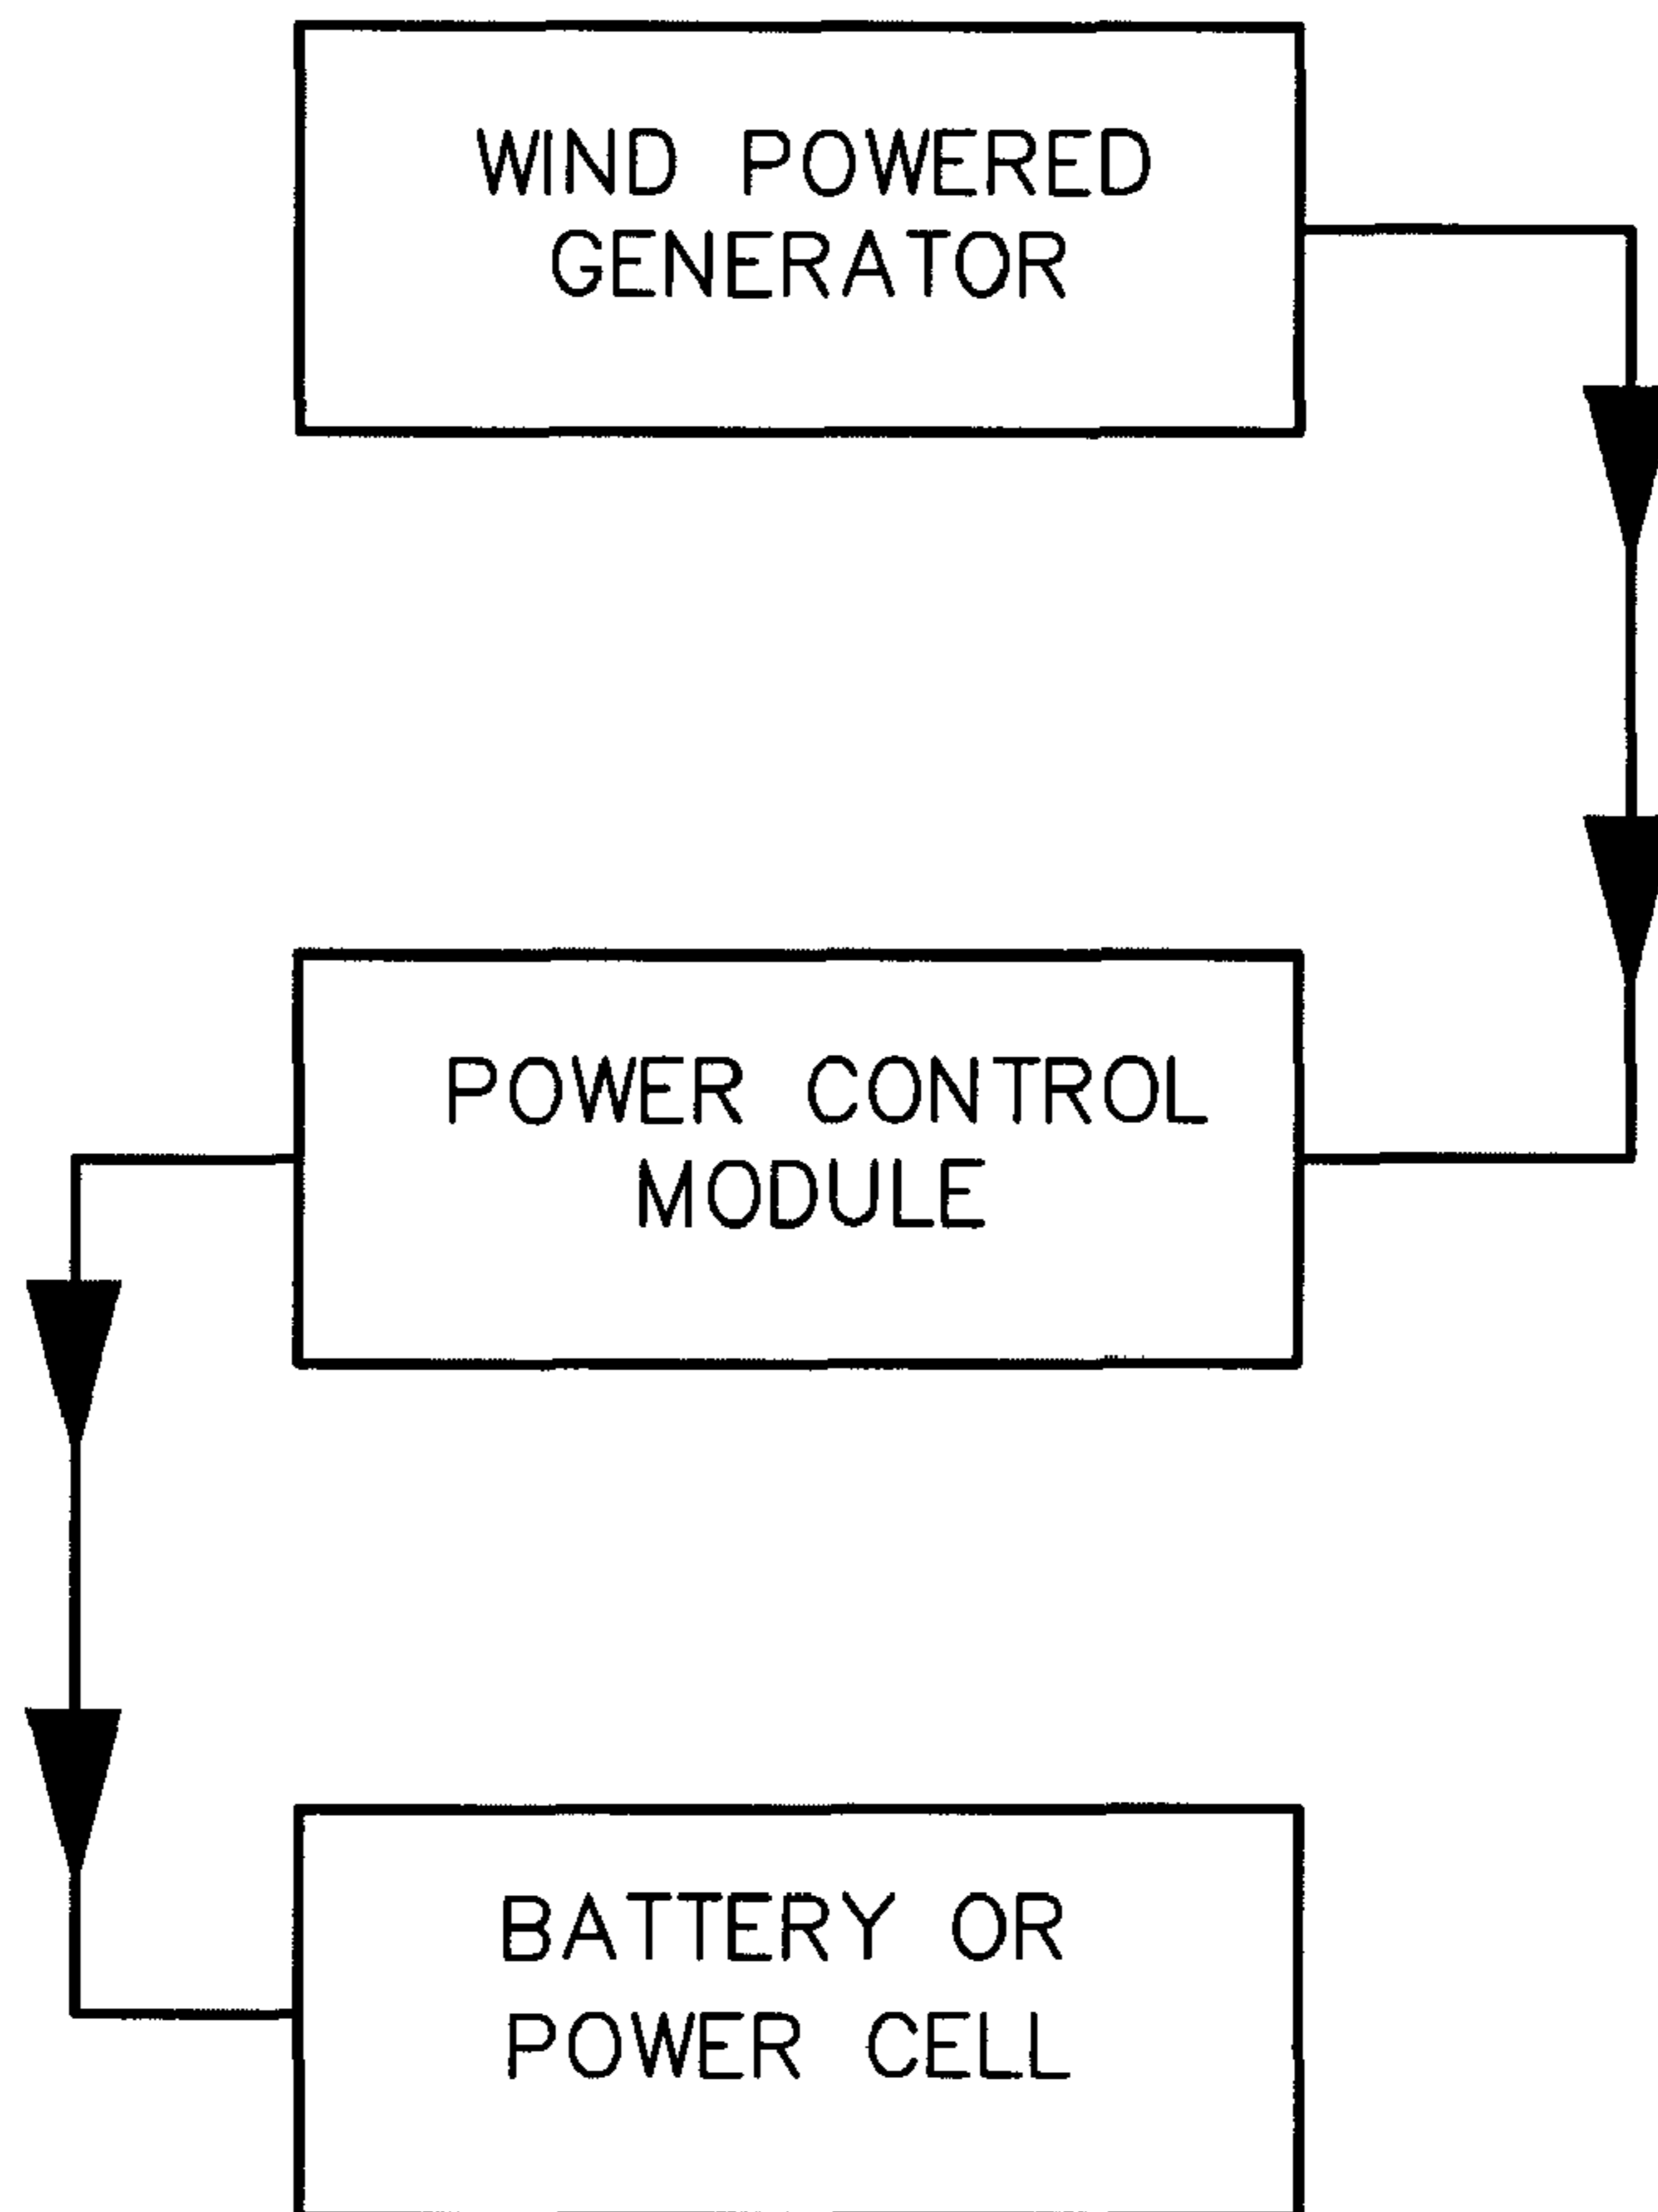 WIND POWERED
GENERATOR
POWER CONTROL
MODULE
BATTERY OR
POWER CELL